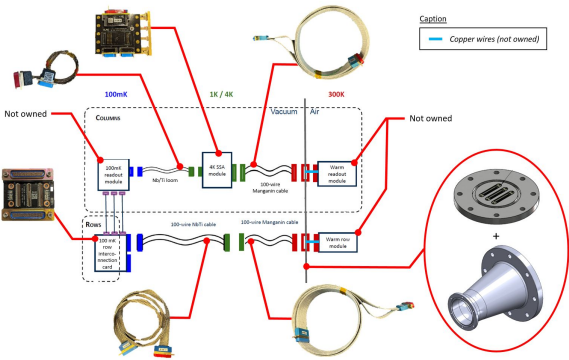 Caption
Copper wires (not owned)
100mK
1K / 4K
300K
Not owned
Not owned
Vacuum
Air
COLUMNS
100mK
readout
module
Nb/Ti loom
4K SSA
module
100-wire
Manganin cable
Warm
readout
module
ROWS
100-wire NbTi cable
100-wire Manganin cable
100 mK
row
interco-
nnection
card
Warm row
module
+